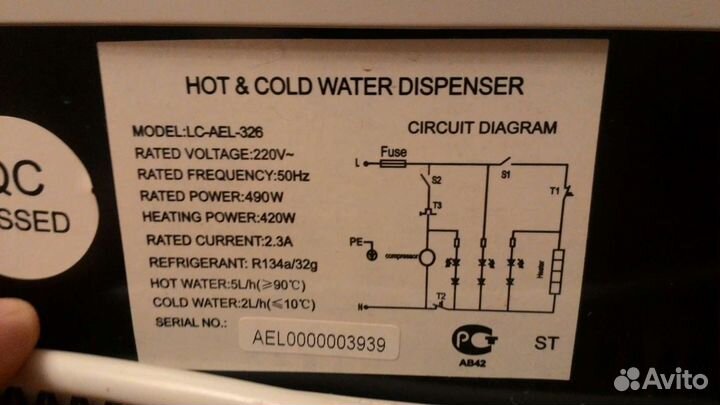 HOT & COLD WATER DISPENSER
MODEL:LC-AEL-326
RATED VOLTAGE:220V~
RATED FREQUENCY:50Hz
RATED POWER:490W
HEATING POWER:420W
RATED CURRENT:2.3A
REFRIGERANT: R134a/32g
HOT WATER:5L/h(≥90℃)
COLD WATER:2L/h(≤10℃)
SERIAL NO.:
AEL0000003939
CIRCUIT DIAGRAM
L
Fuse
S2
S1
T1
T3
PE
compressor
Heater
N
T2
РСТ
AB42
ST
QC
SSED
Avito